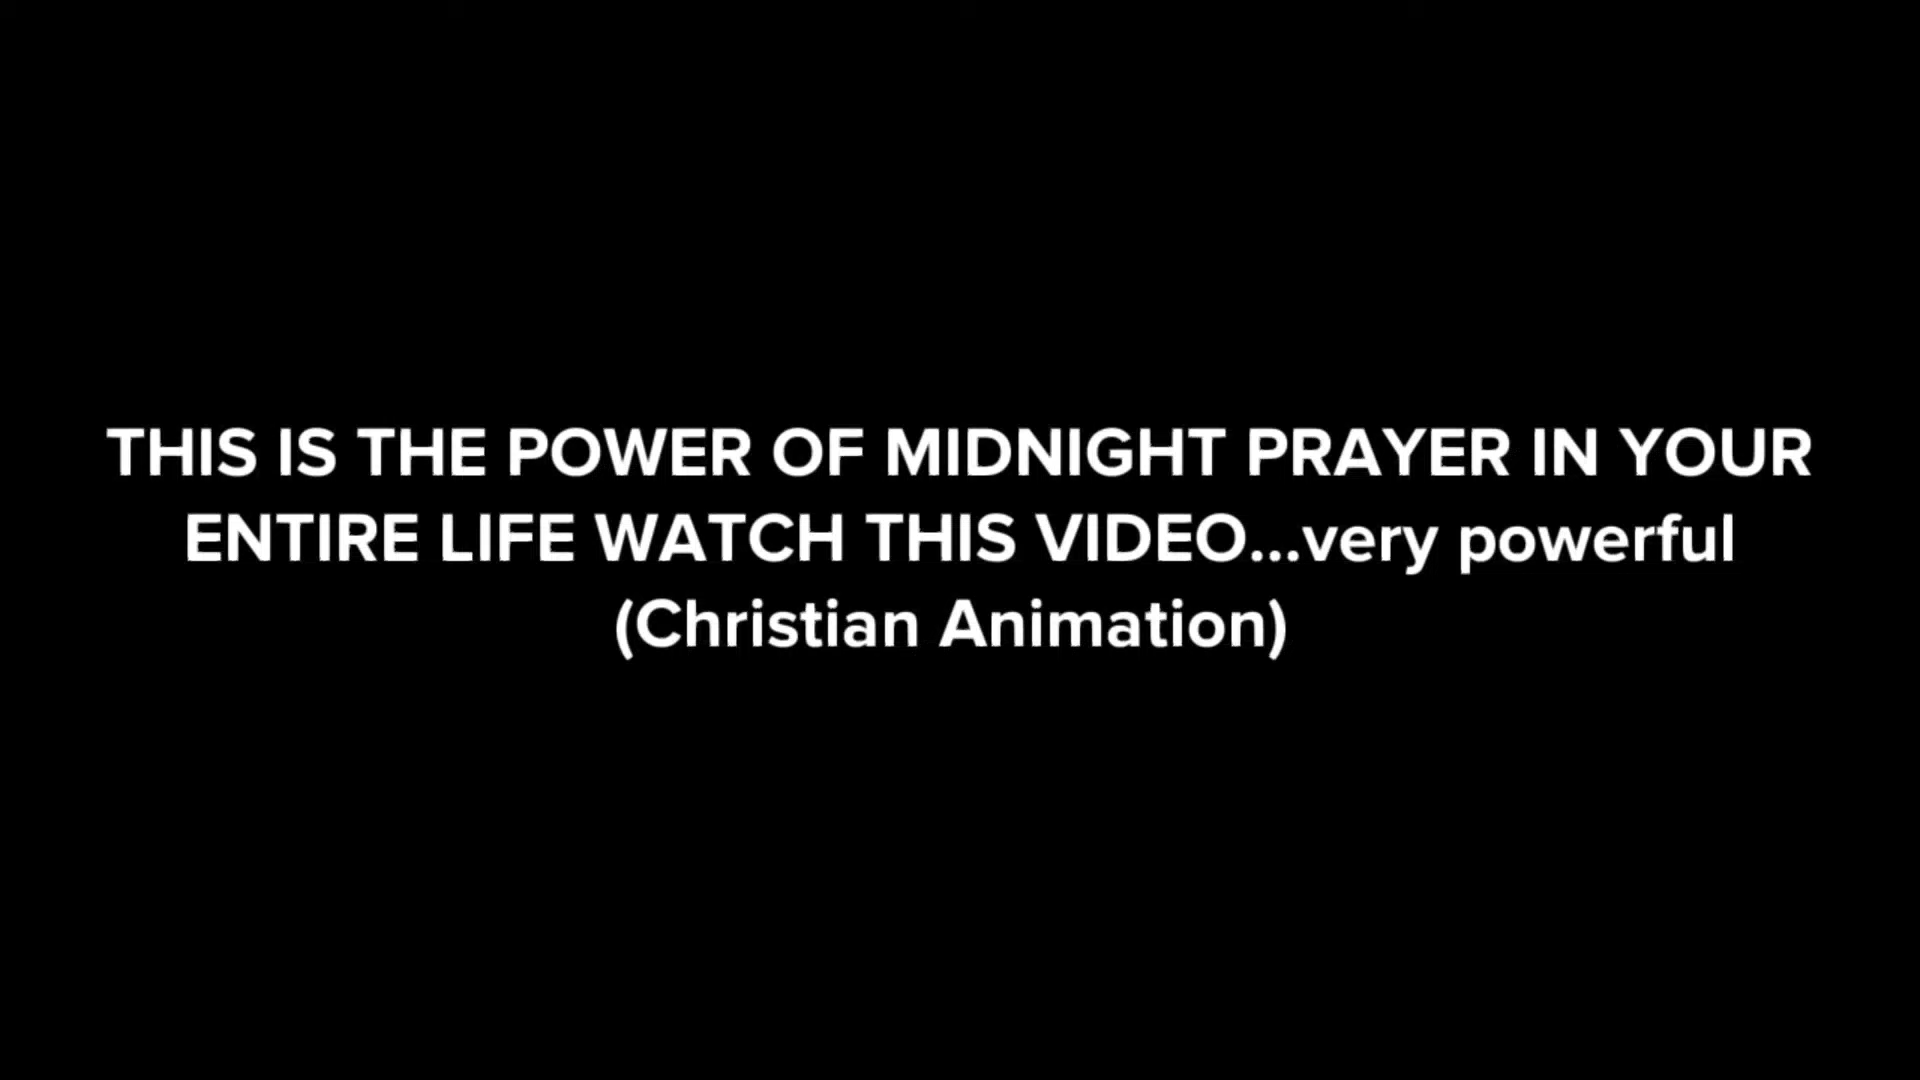 THIS IS THE POWER OF MIDNIGHT PRAYER IN YOUR
ENTIRE LIFE WATCH THIS VIDEO...very powerful
(Christian Animation)